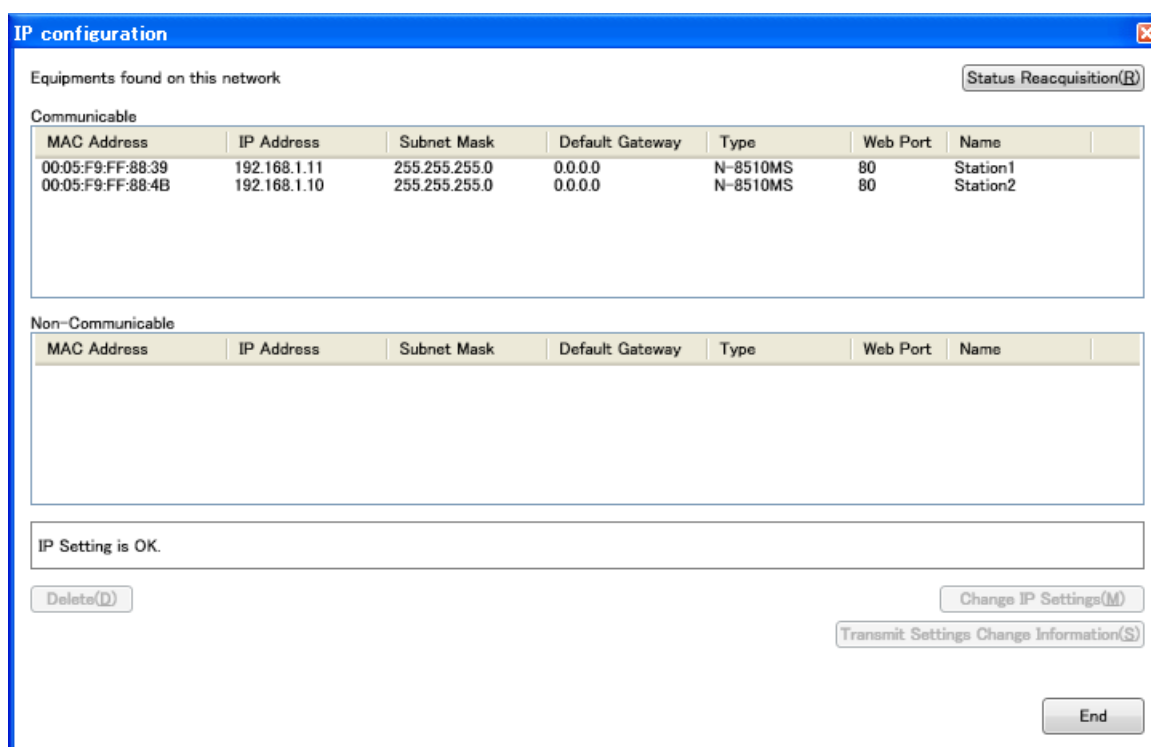 IP configuration
Equipments found on this network
Status Reacquisition(R)
Communicable
MAC Address IP Address Subnet Mask Default Gateway Type Web Port Name
00:05:F9:FF:88:39 192.168.1.11 255.255.255.0 0.0.0.0 N-8510MS 80 Station1
00:05:F9:FF:88:4B 192.168.1.10 255.255.255.0 0.0.0.0 N-8510MS 80 Station2
Non-Communicable
MAC Address IP Address Subnet Mask Default Gateway Type Web Port Name
IP Setting is OK.
Delete(D)
Change IP Settings(M)
Transmit Settings Change Information(S)
End